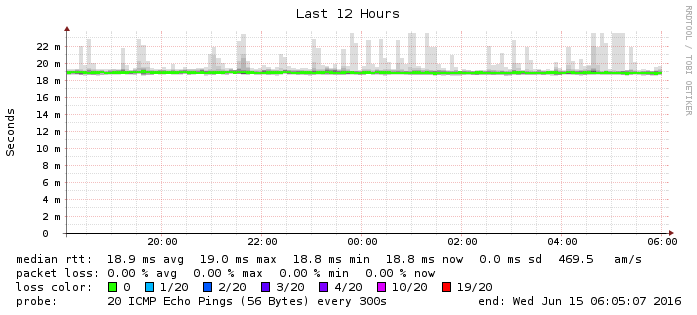 Last 12 Hours
RRDTOOL / TOBI OETIKER
Seconds
22 m
20 m
18 m
16 m
14 m
12 m
10 m
8 m
6 m
4 m
2 m
0
20:00 22:00 00:00 02:00 04:00 06:00
median rtt: 18.9 ms avg 19.0 ms max 18.8 ms min 18.8 ms now 0.0 ms sd 469.5 am/s
packet loss: 0.00 % avg 0.00 % max 0.00 % min 0.00 % now
loss color: 0 1/20 2/20 3/20 4/20 10/20 19/20
probe: 20 ICMP Echo Pings (56 Bytes) every 300s end: Wed Jun 15 06:05:07 2016